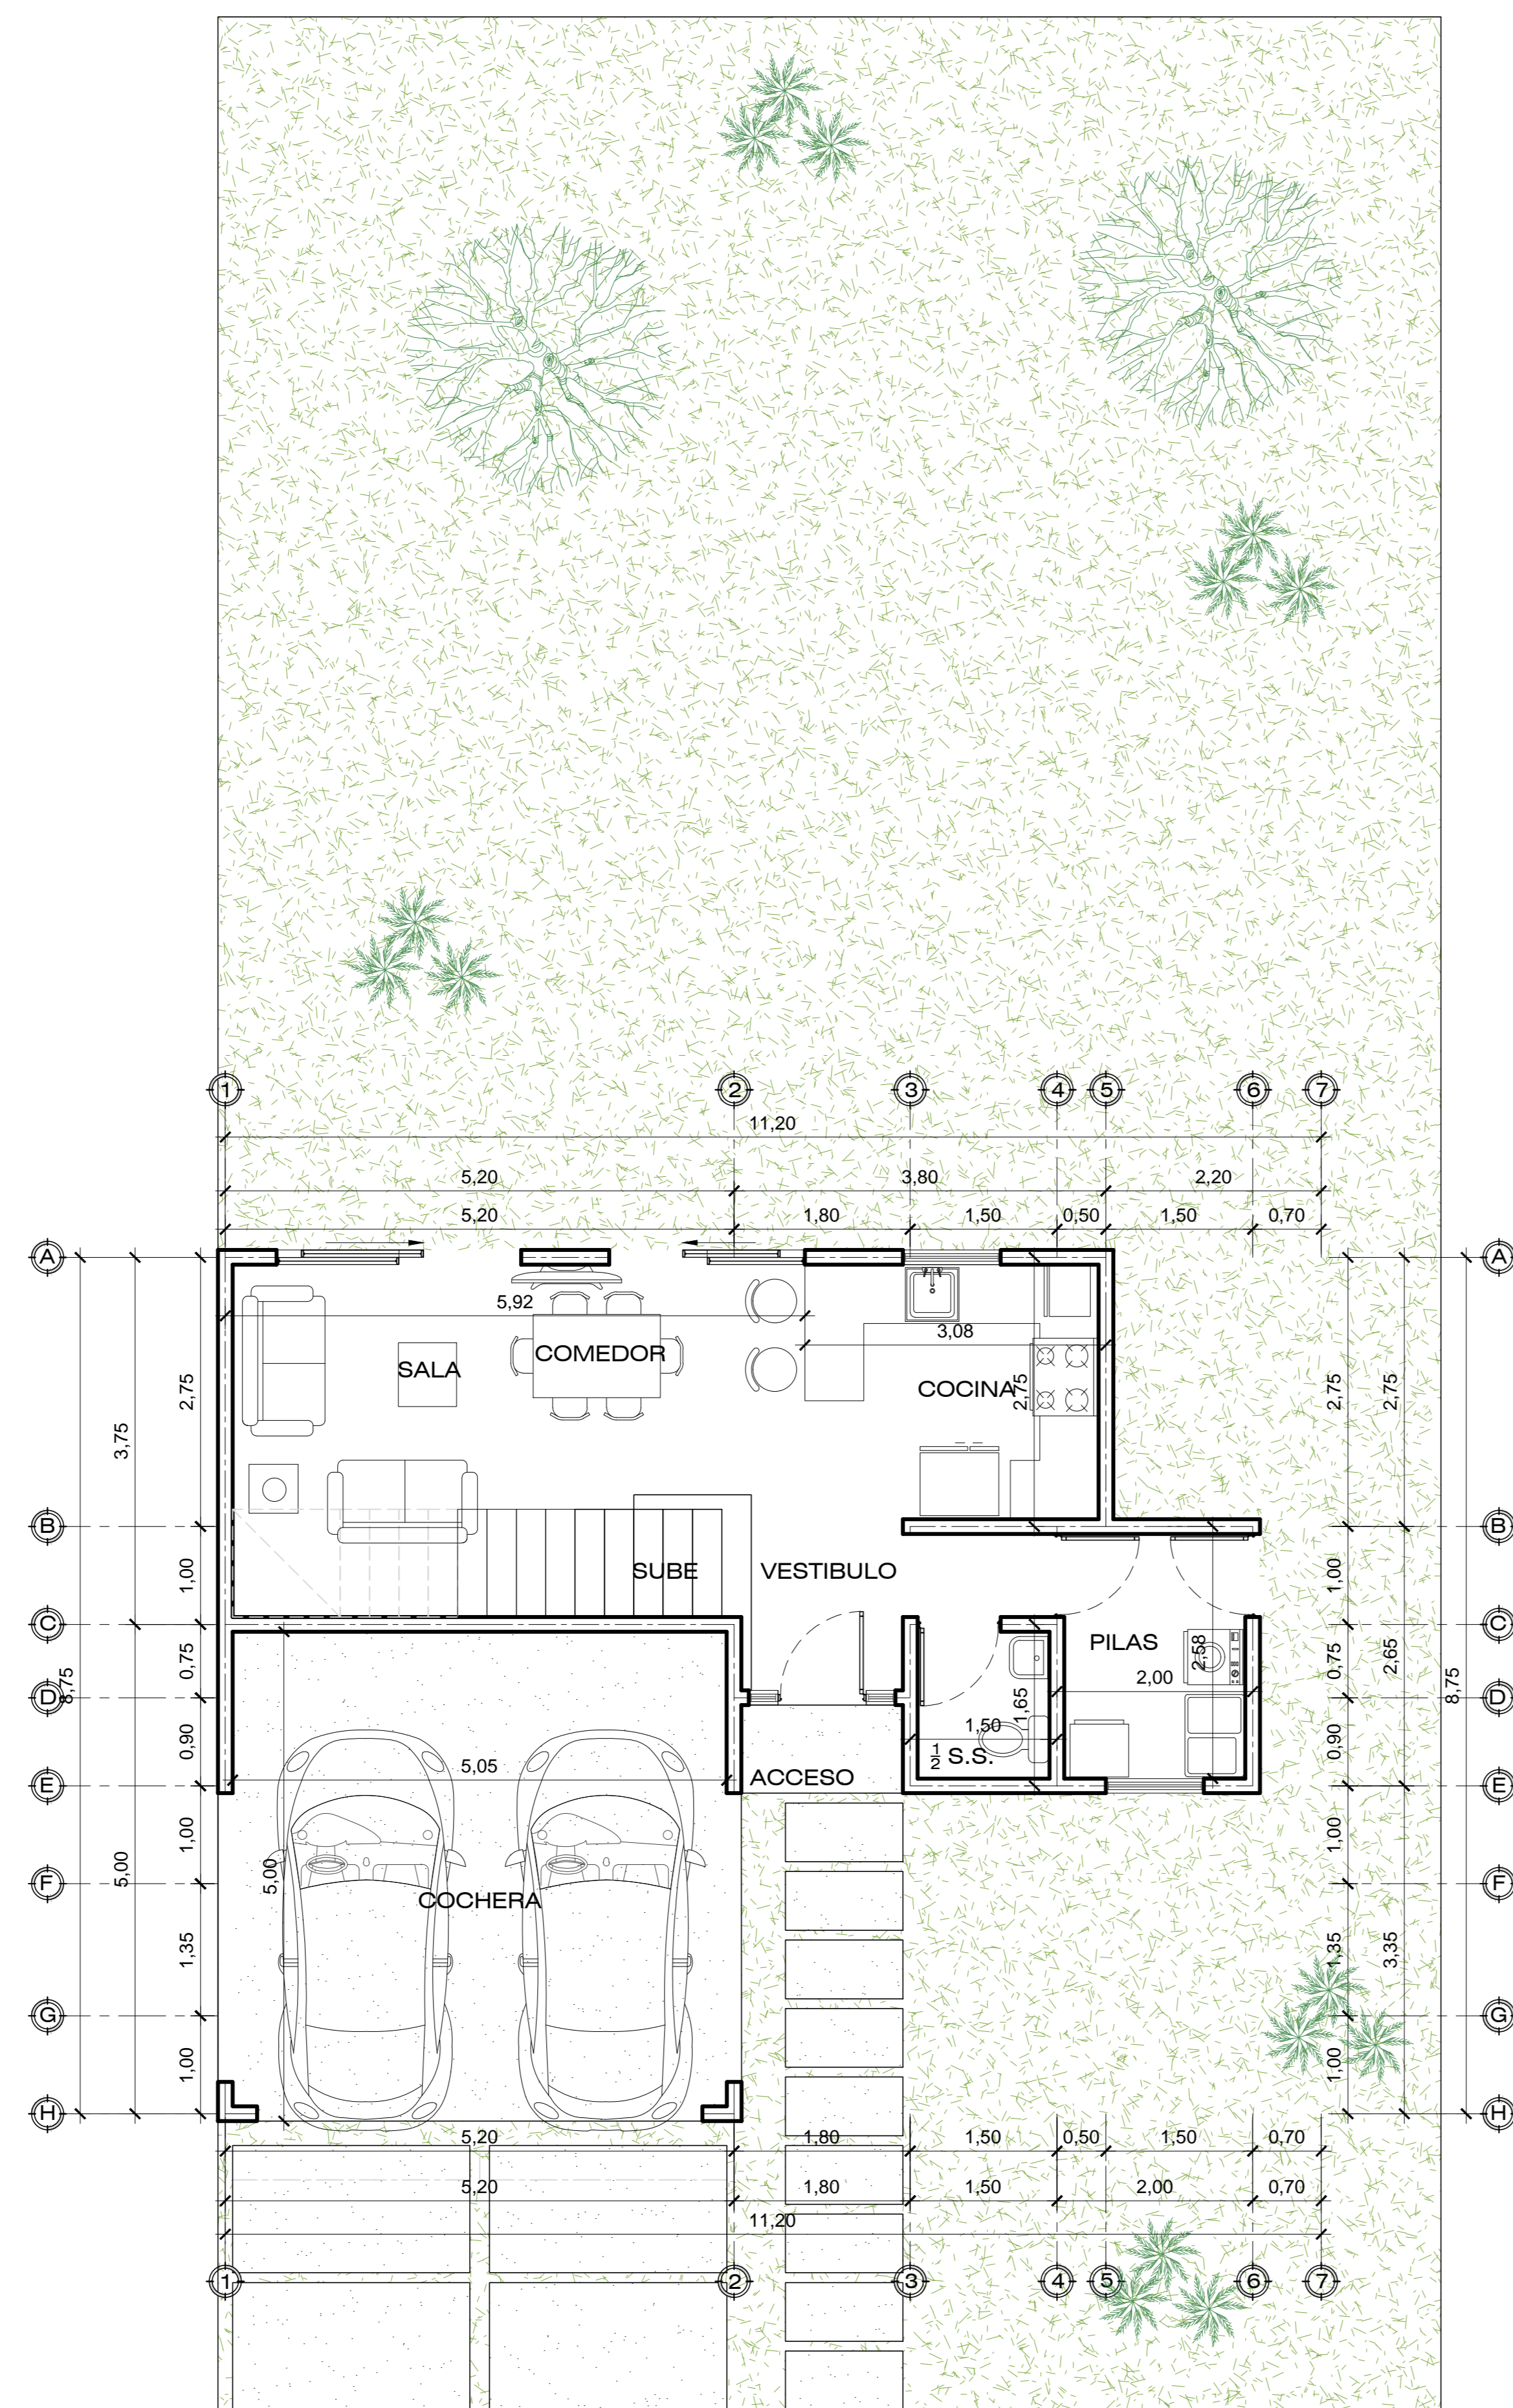 1 2 3 4 5 6 7
11,20
5,20 3,80 2,20
5,20 1,80 1,50 0,50 1,50 0,70
A A
5,92
3,08
SALA
COMEDOR
COCINA
2,75
2,75
3,75
2,75
2,75
B B
SUBE
VESTIBULO
1,00
1,00
C C
PILAS
2,58
2,00
0,75
8,75
0,75
2,65
8,75
D D
1,65
1,50
½ S.S.
0,90
0,90
5,05
ACCESO
E E
1,00
5,00
5,00
COCHERA
1,00
F F
1,35
1,35
3,35
G G
1,00
1,00
H H
5,20 1,80 1,50 0,50 1,50 0,70
5,20 1,80 1,50 2,00 0,70
11,20
1 2 3 4 5 6 7